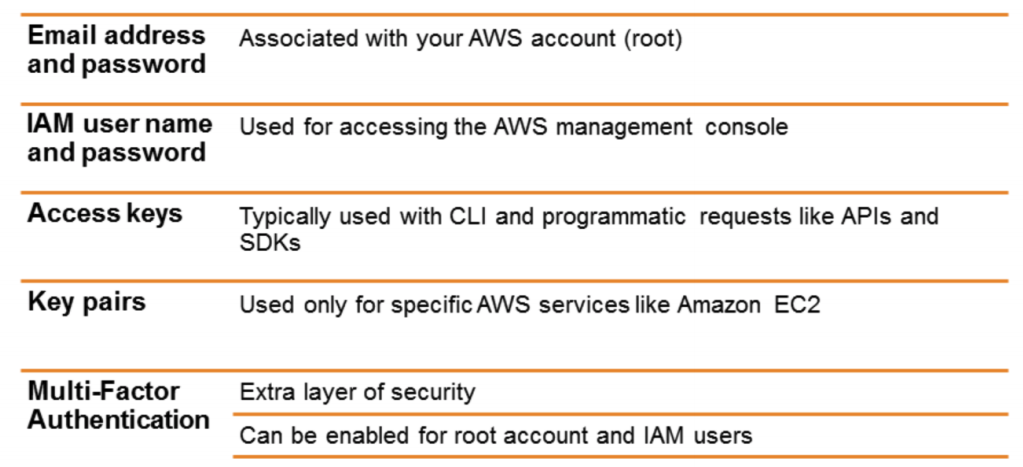 Email address
and password
Associated with your AWS account (root)
IAM user name
and password
Used for accessing the AWS management console
Access keys
Typically used with CLI and programmatic requests like APIs and
SDKs
Key pairs
Used only for specific AWS services like Amazon EC2
Multi-Factor
Authentication
Extra layer of security
Can be enabled for root account and IAM users